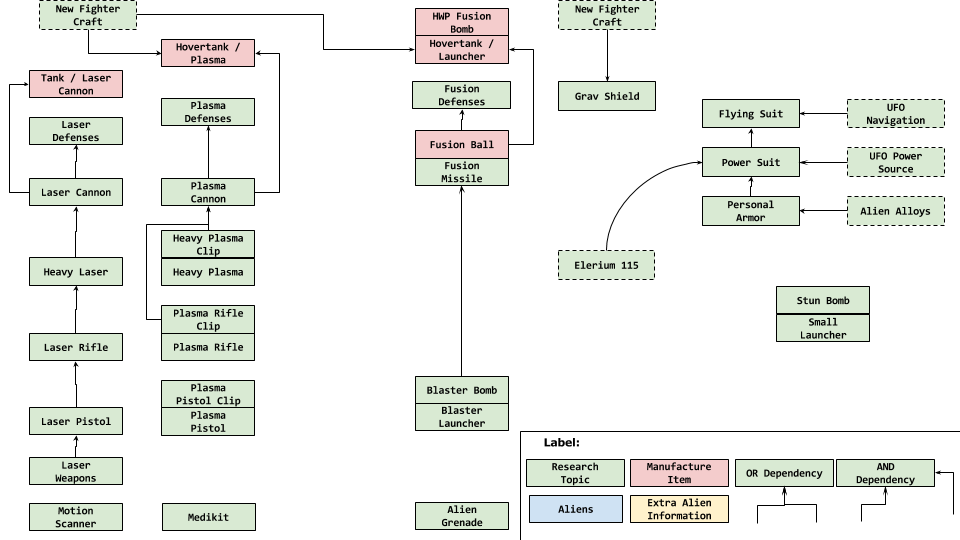 New Fighter
Craft
Hovertank /
Plasma
Tank / Laser
Cannon
Plasma
Defenses
Laser
Defenses
Laser Cannon
Plasma
Cannon
Heavy Plasma
Clip
Heavy Plasma
Heavy Laser
Plasma Rifle
Clip
Plasma Rifle
Laser Rifle
Plasma
Pistol Clip
Plasma
Pistol
Laser Pistol
Laser
Weapons
Motion
Scanner
Medikit
HWP Fusion
Bomb
Hovertank /
Launcher
Fusion
Defenses
Fusion Ball
Fusion
Missile
Blaster Bomb
Blaster
Launcher
Alien
Grenade
New Fighter
Craft
Grav Shield
Flying Suit
UFO
Navigation
Power Suit
UFO Power
Source
Personal
Armor
Alien Alloys
Elerium 115
Stun Bomb
Small
Launcher
Label:
Research
Topic
Manufacture
Item
OR Dependency
AND
Dependency
Aliens
Extra Alien
Information